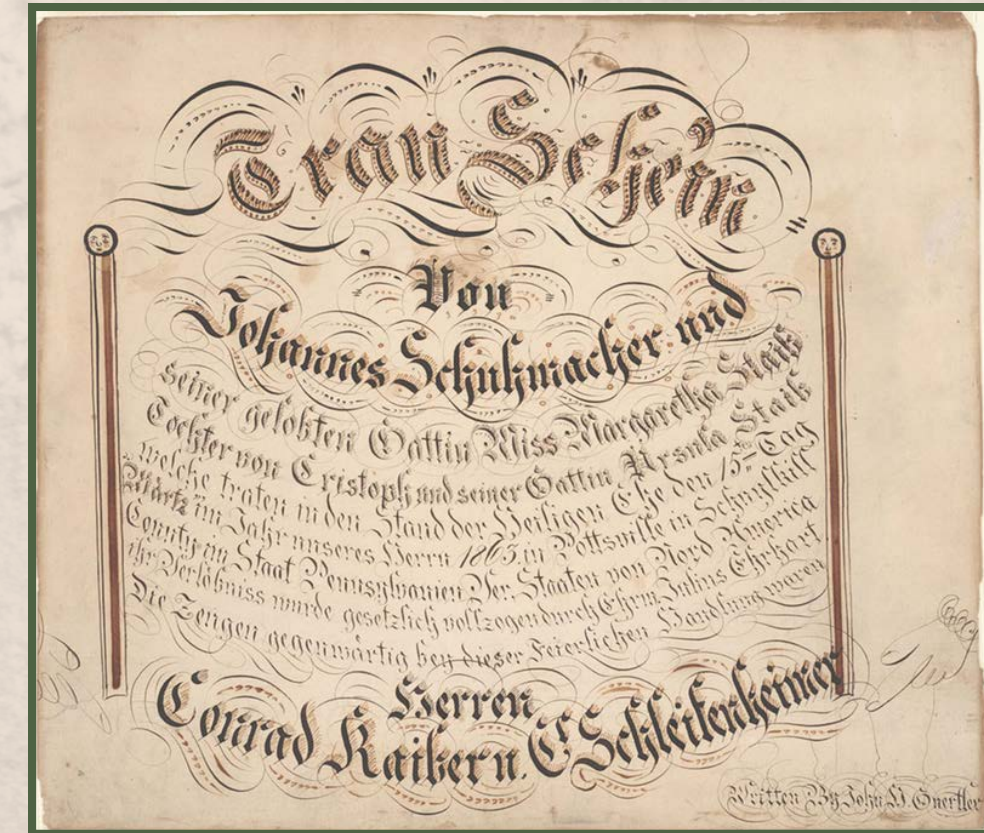 Trau Schein
Von
Johannes Schuhmacher und
seiner gelobten Gattin Miss Margaretha Staib
Tochter von Cristoph und seiner Gattin Ursula Staib
welche traten in den Stand der Heiligen Ehe den 15ten Tag
Märtz im Jahr unseres Herrn 1863. in Pottsville in Schuylkill
County im Staat Pennsylvanien Ver. Staaten von Nord America
ihr Verlöbniss wurde gesetzlich vollzogen durch Ehrw. Julius Ehrhart
Die Zeugen gegenwärtig bey dieser Feierlichen Handlung waren
Herren
Conrad Kaiber u. C. Schleifenheimer
Written By John H. Guertler